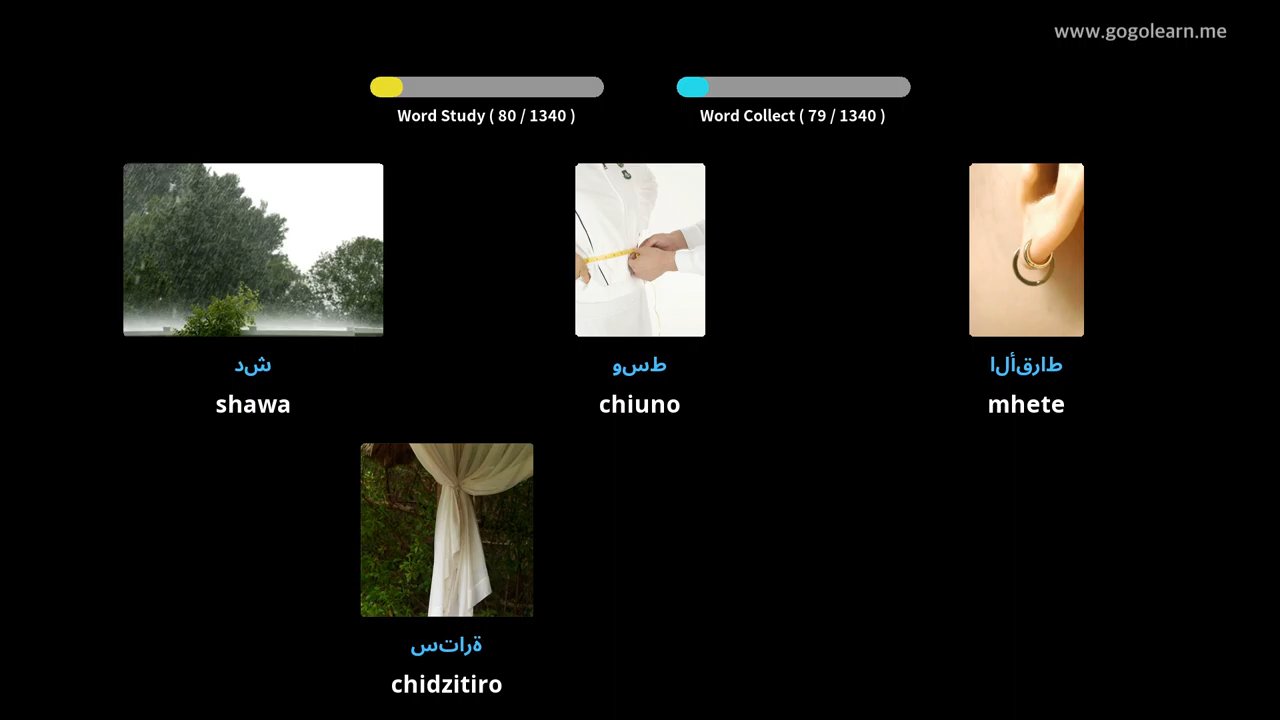 www.gogolearn.me
Word Study ( 80 / 1340 )
Word Collect ( 79 / 1340 )
شد
shawa
طسو
chiuno
طارقألا
mhete
ةراتس
chidzitiro